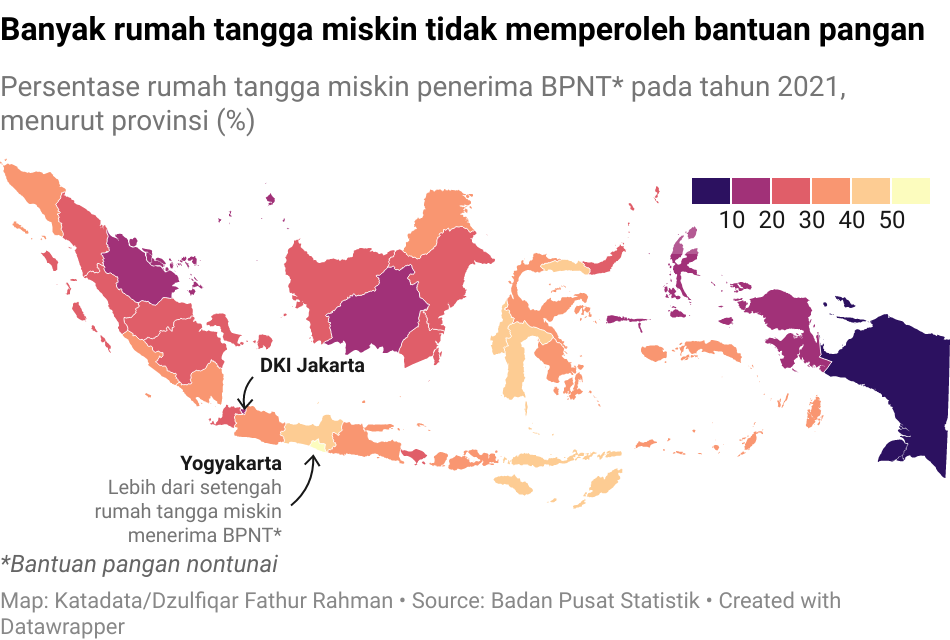 Banyak rumah tangga miskin tidak memperoleh bantuan pangan
Persentase rumah tangga miskin penerima BPNT* pada tahun 2021,
menurut provinsi (%)
10 20 30 40 50
DKI Jakarta
Yogyakarta
Lebih dari setengah
rumah tangga miskin
menerima BPNT*
*Bantuan pangan nontunai
Map: Katadata/Dzulfiqar Fathur Rahman • Source: Badan Pusat Statistik • Created with
Datawrapper